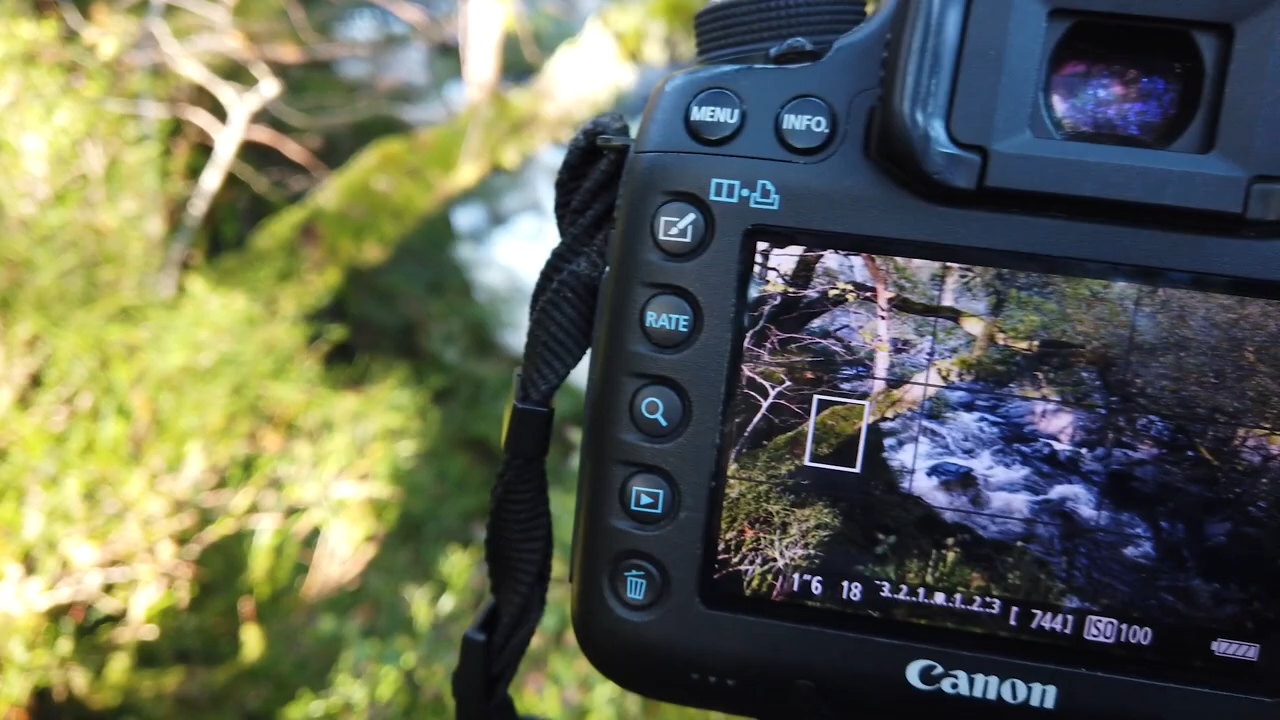 MENU INFO.
RATE
1"6 18 -3.2.1.0.1.2.3 [ 744] ISO100
Canon